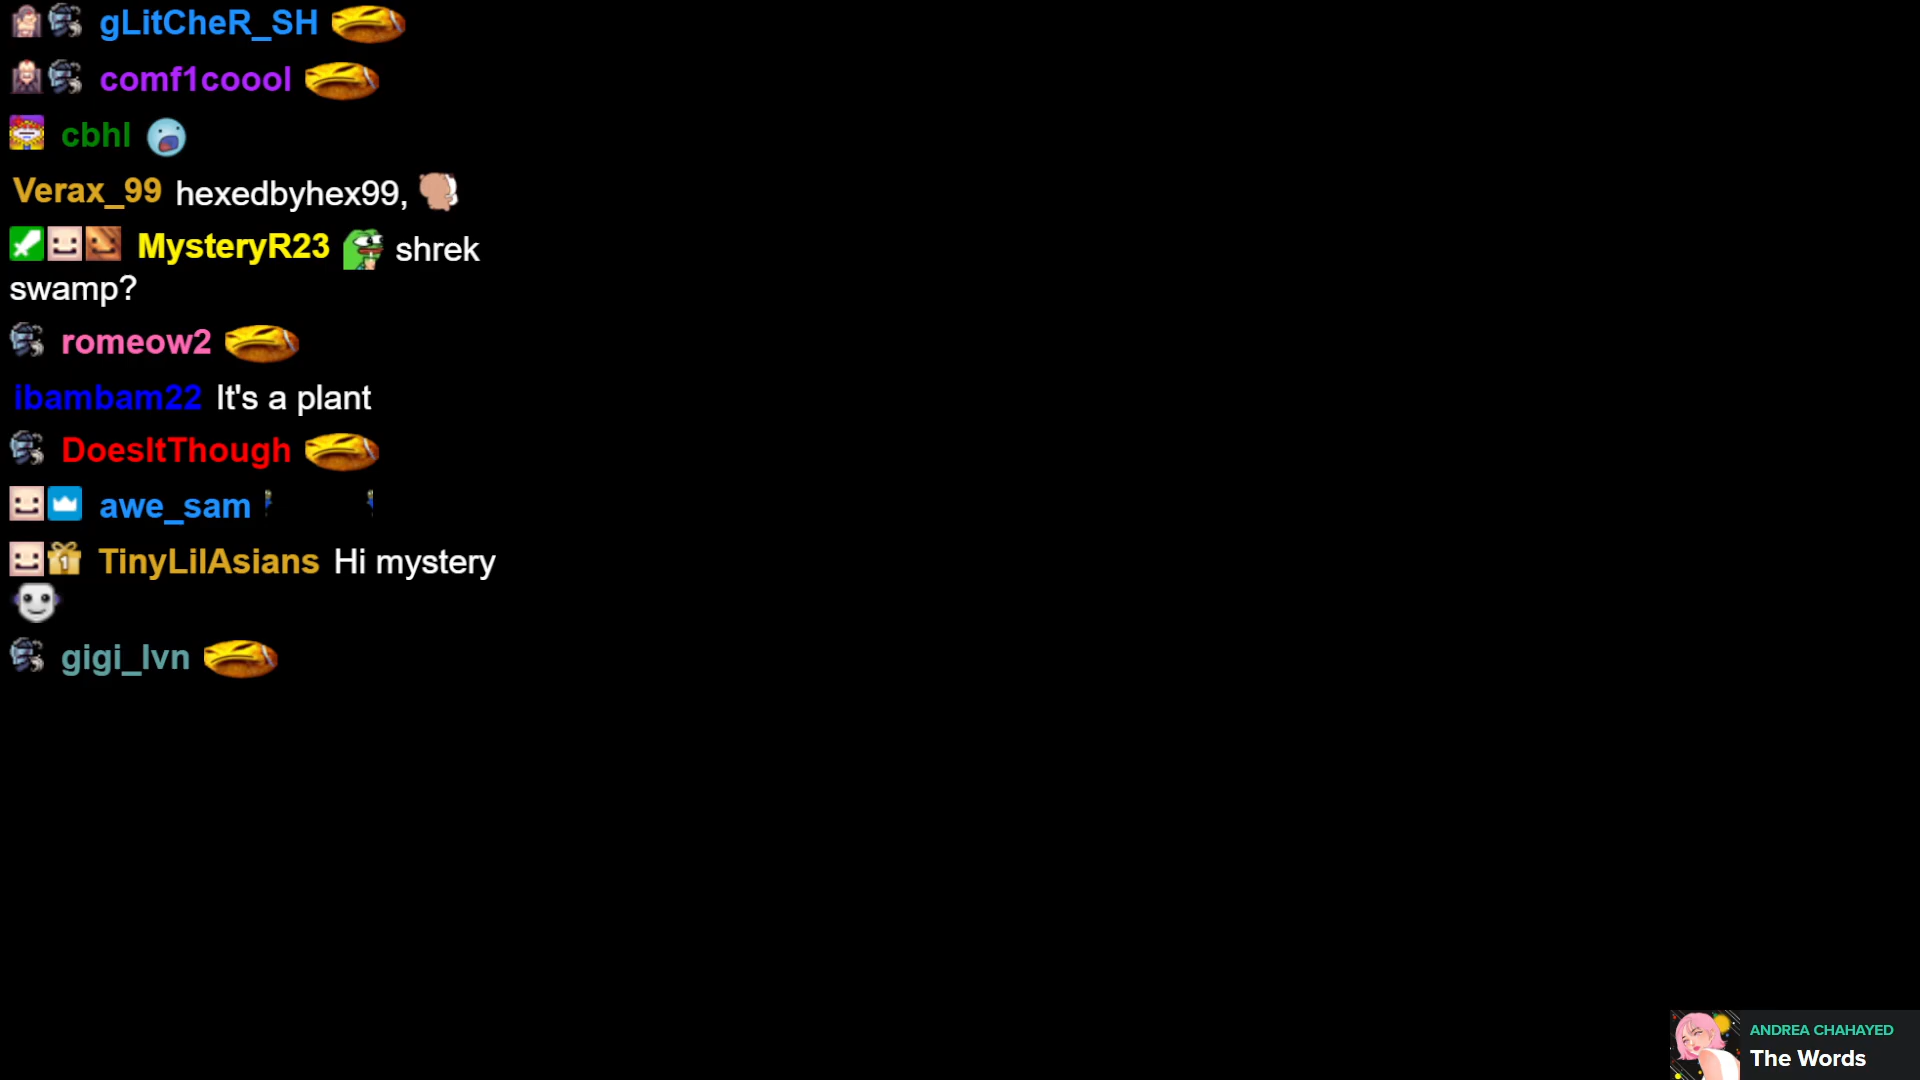 gLitCheR_SH
comf1coool
cbhl
Verax_99 hexedbyhex99,
MysteryR23 shrek
swamp?
romeow2
ibambam22 It's a plant
DoesItThough
awe_sam
TinyLilAsians Hi mystery
gigi_lvn
ANDREA CHAHAYED
The Words